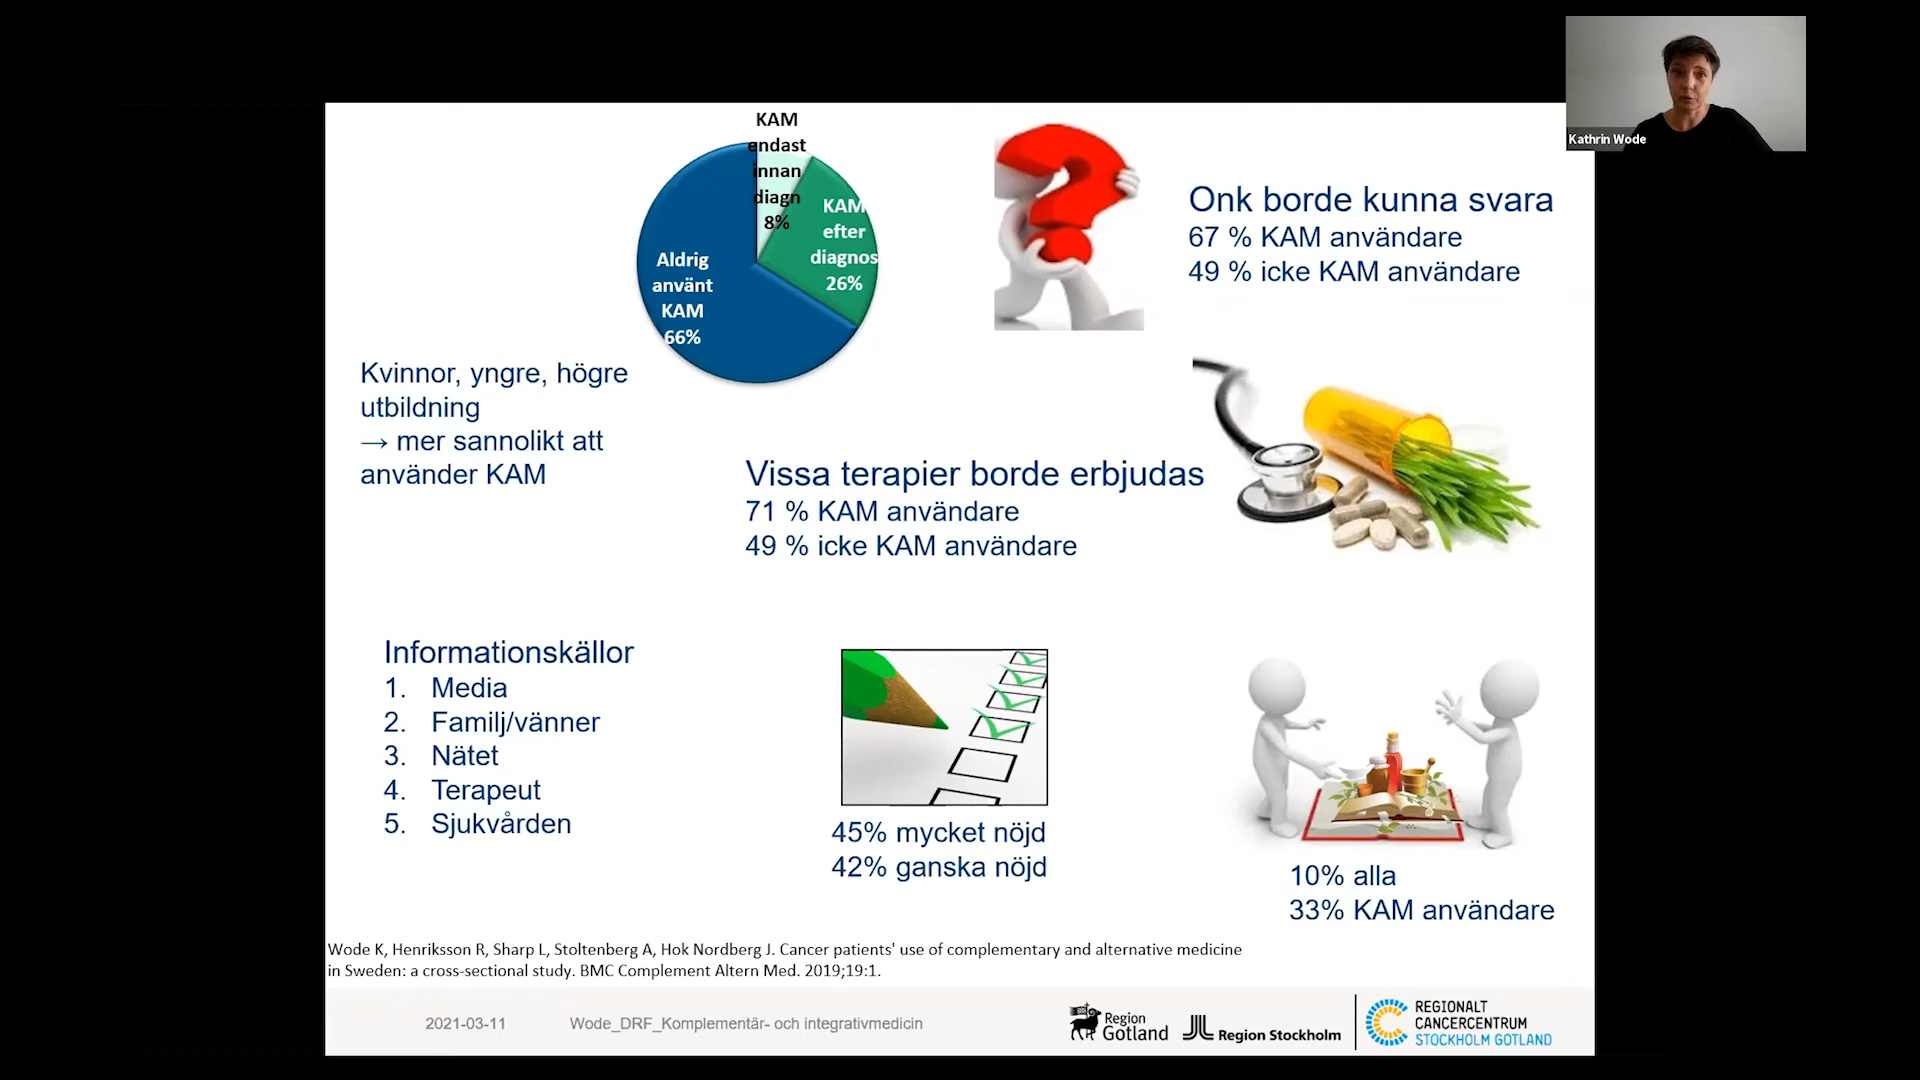 Kathrin Wode
KAM
endast
innan
diagn
8%
KAM
efter
diagnos
26%
Aldrig
använt
KAM
66%
Onk borde kunna svara
67 % KAM användare
49 % icke KAM användare
Kvinnor, yngre, högre
utbildning
→ mer sannolikt att
använder KAM
Vissa terapier borde erbjudas
71 % KAM användare
49 % icke KAM användare
Informationskällor
1. Media
2. Familj/vänner
3. Nätet
4. Terapeut
5. Sjukvården
45% mycket nöjd
42% ganska nöjd
10% alla
33% KAM användare
Wode K, Henriksson R, Sharp L, Stoltenberg A, Hok Nordberg J. Cancer patients' use of complementary and alternative medicine
in Sweden: a cross-sectional study. BMC Complement Altern Med. 2019;19:1.
2021-03-11
Wode_DRF_Komplementär- och integrativmedicin
Region
Gotland
Region Stockholm
REGIONALT
CANCERCENTRUM
STOCKHOLM GOTLAND